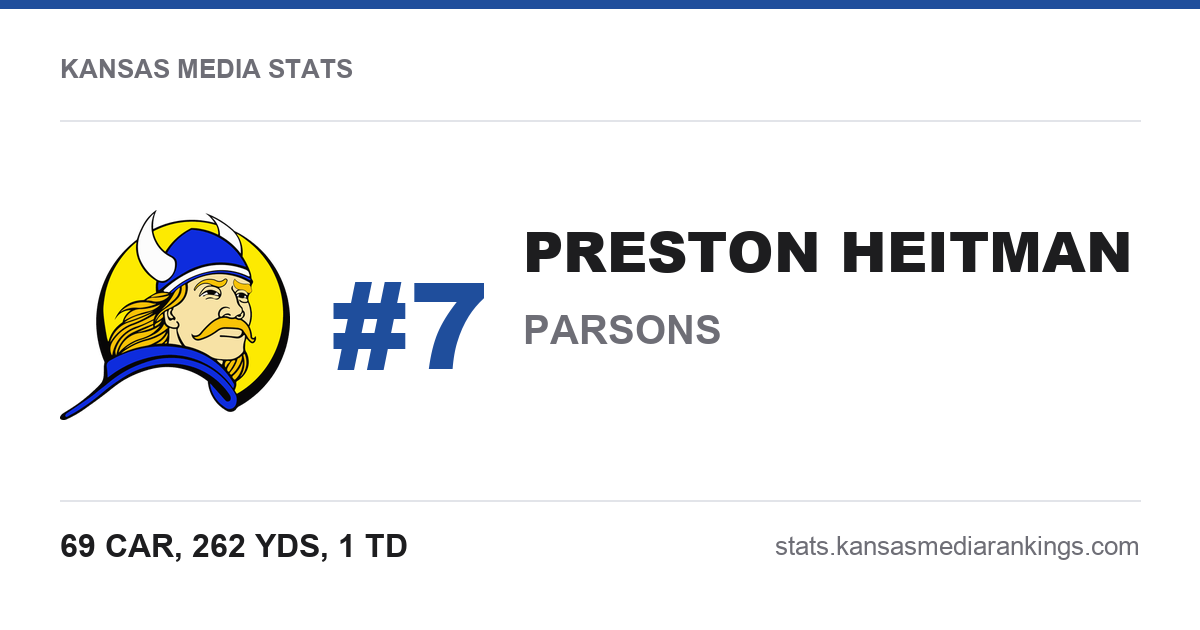 KANSAS MEDIA STATS
#7
PRESTON HEITMAN
PARSONS
69 CAR, 262 YDS, 1 TD
stats.kansasmediarankings.com